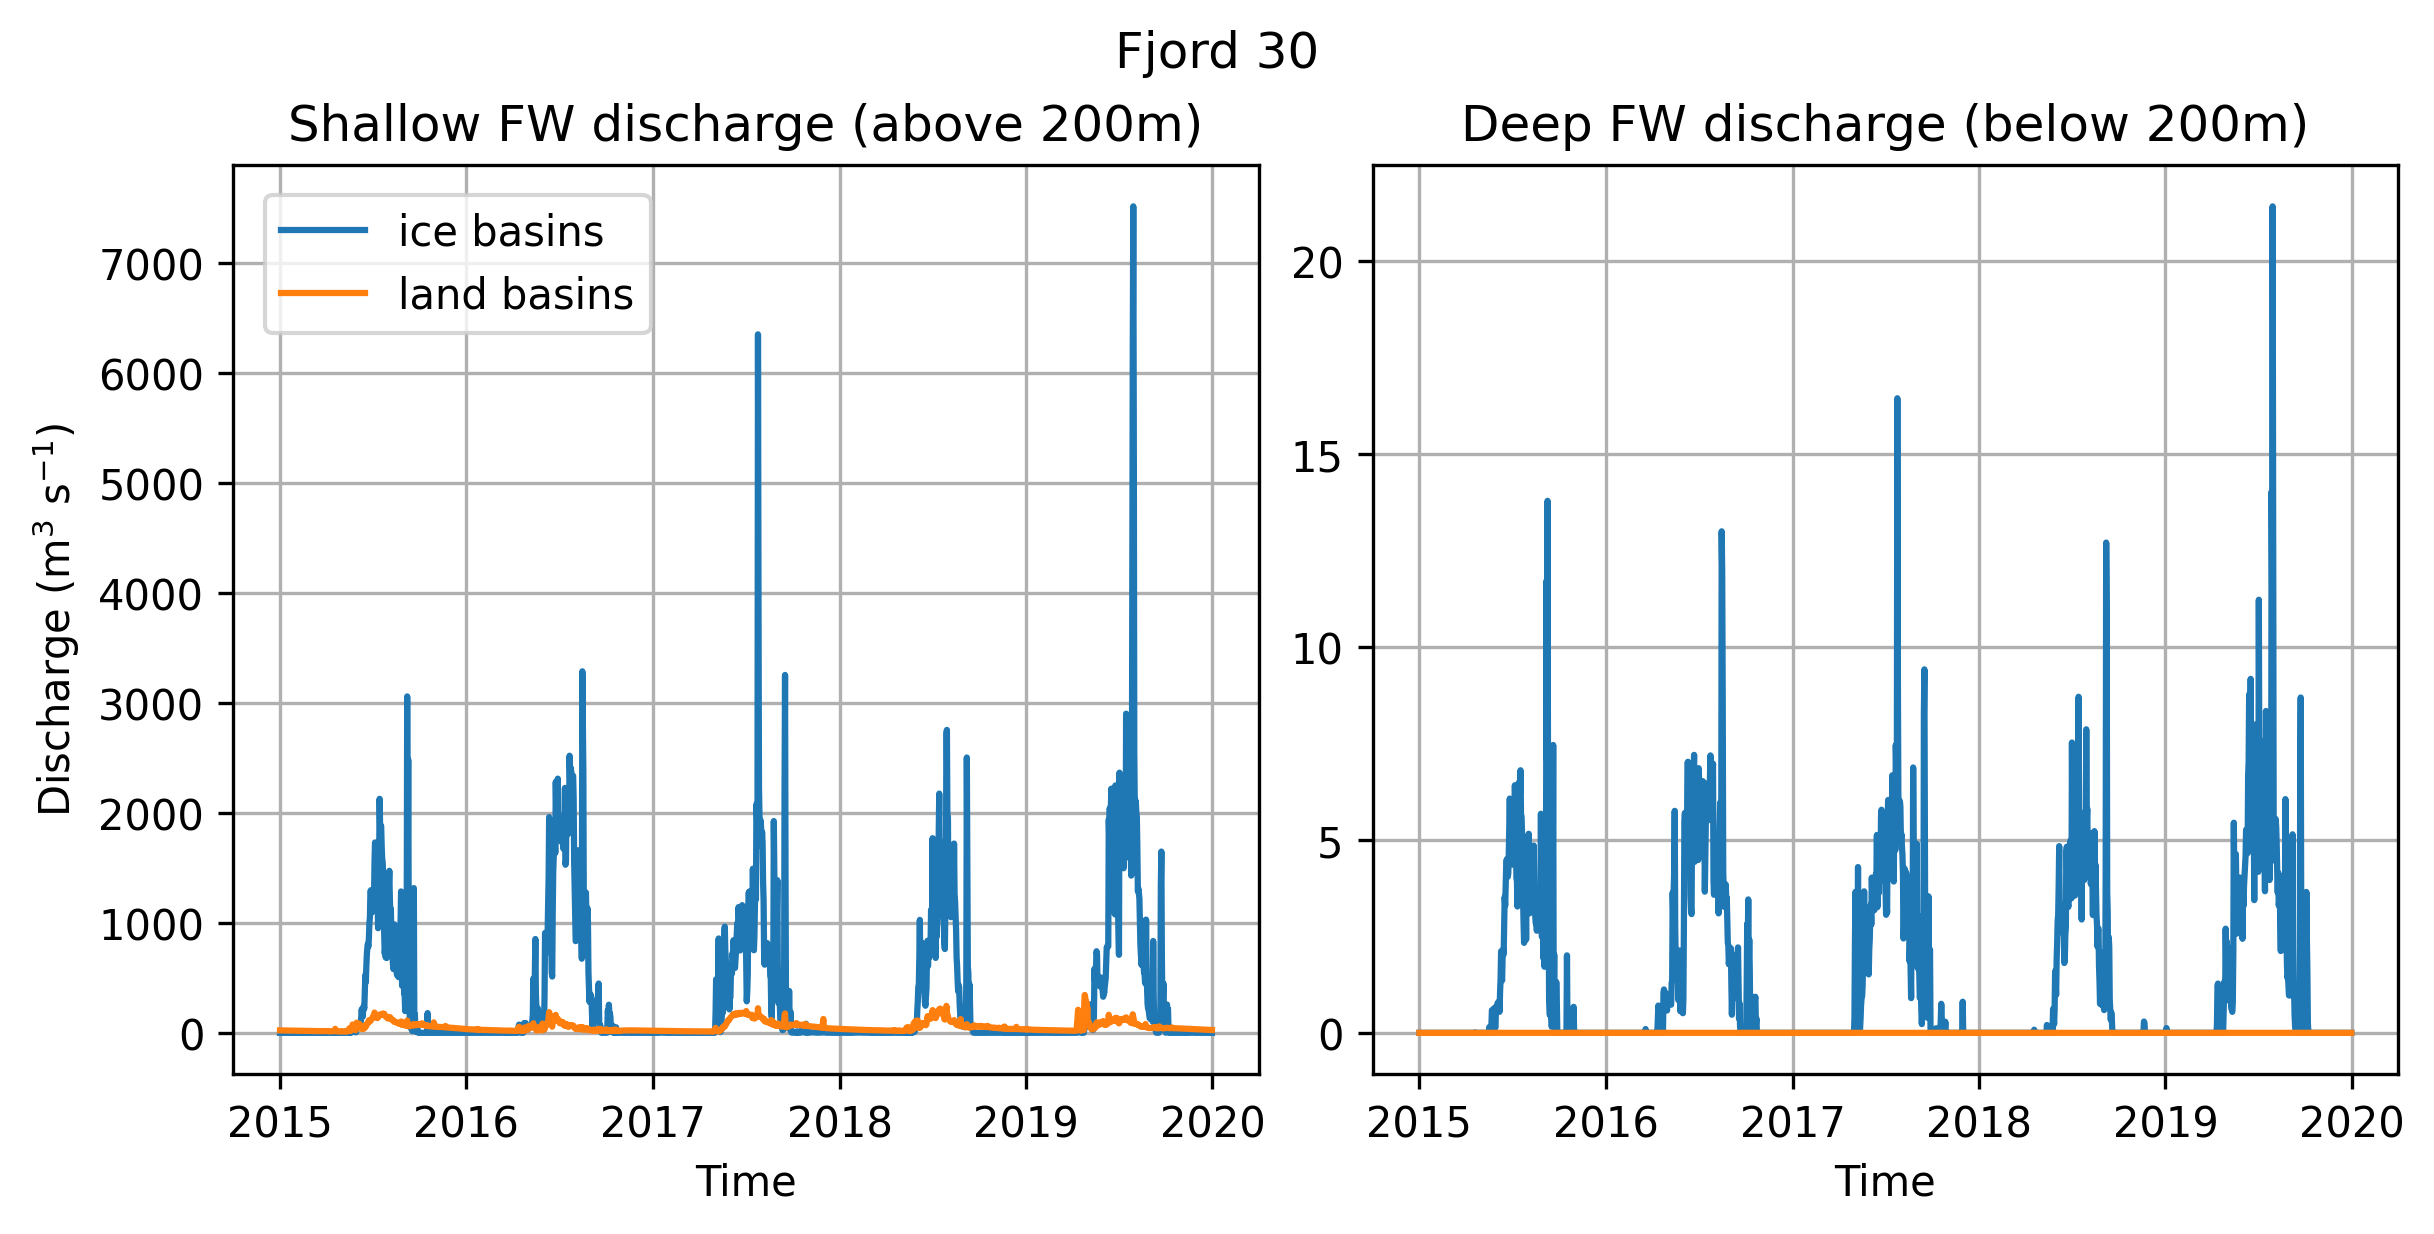 Fjord 30
Shallow FW discharge (above 200m)
ice basins
land basins
Discharge (m³ s⁻¹)
7000
6000
5000
4000
3000
2000
1000
0
2015 2016 2017 2018 2019 2020
Time
Deep FW discharge (below 200m)
20
15
10
5
0
2015 2016 2017 2018 2019 2020
Time